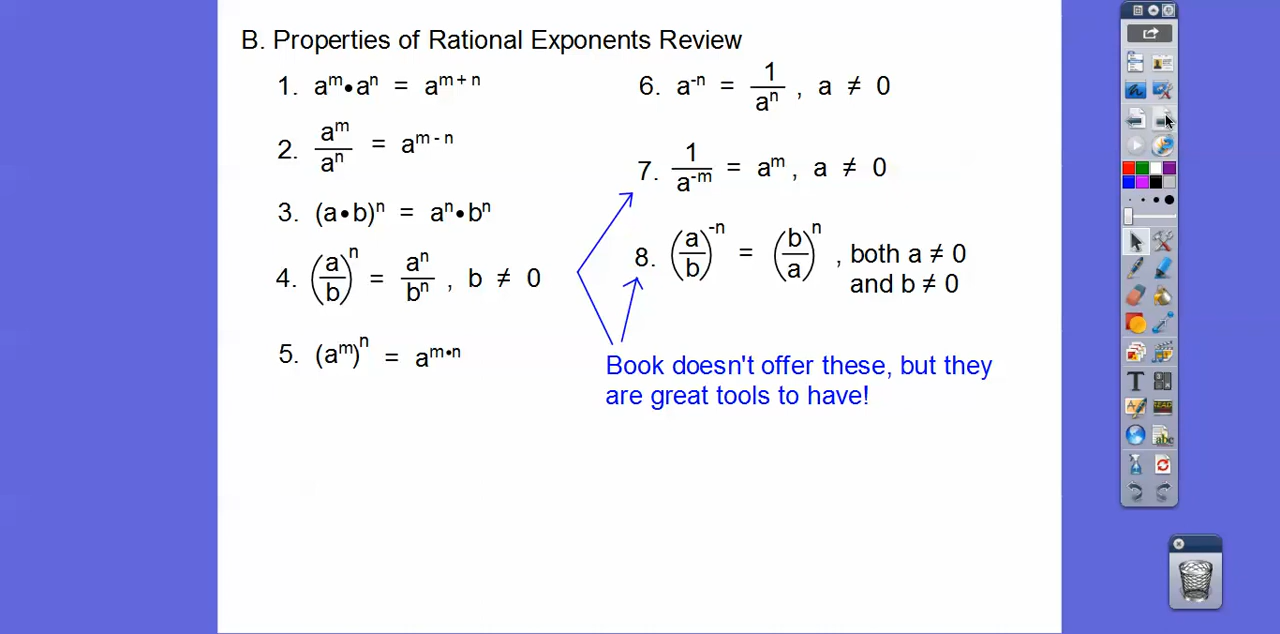 B. Properties of Rational Exponents Review
1. aᵐ•aⁿ = aᵐ⁺ⁿ
2. aᵐ/aⁿ = aᵐ⁻ⁿ
3. (a•b)ⁿ = aⁿ•bⁿ
4. (a/b)ⁿ = aⁿ/bⁿ , b ≠ 0
5. (aᵐ)ⁿ = aᵐ•ⁿ
6. a⁻ⁿ = 1/aⁿ , a ≠ 0
7. 1/a⁻ᵐ = aᵐ , a ≠ 0
8. (a/b)⁻ⁿ = (b/a)ⁿ , both a ≠ 0
and b ≠ 0
Book doesn't offer these, but they
are great tools to have!